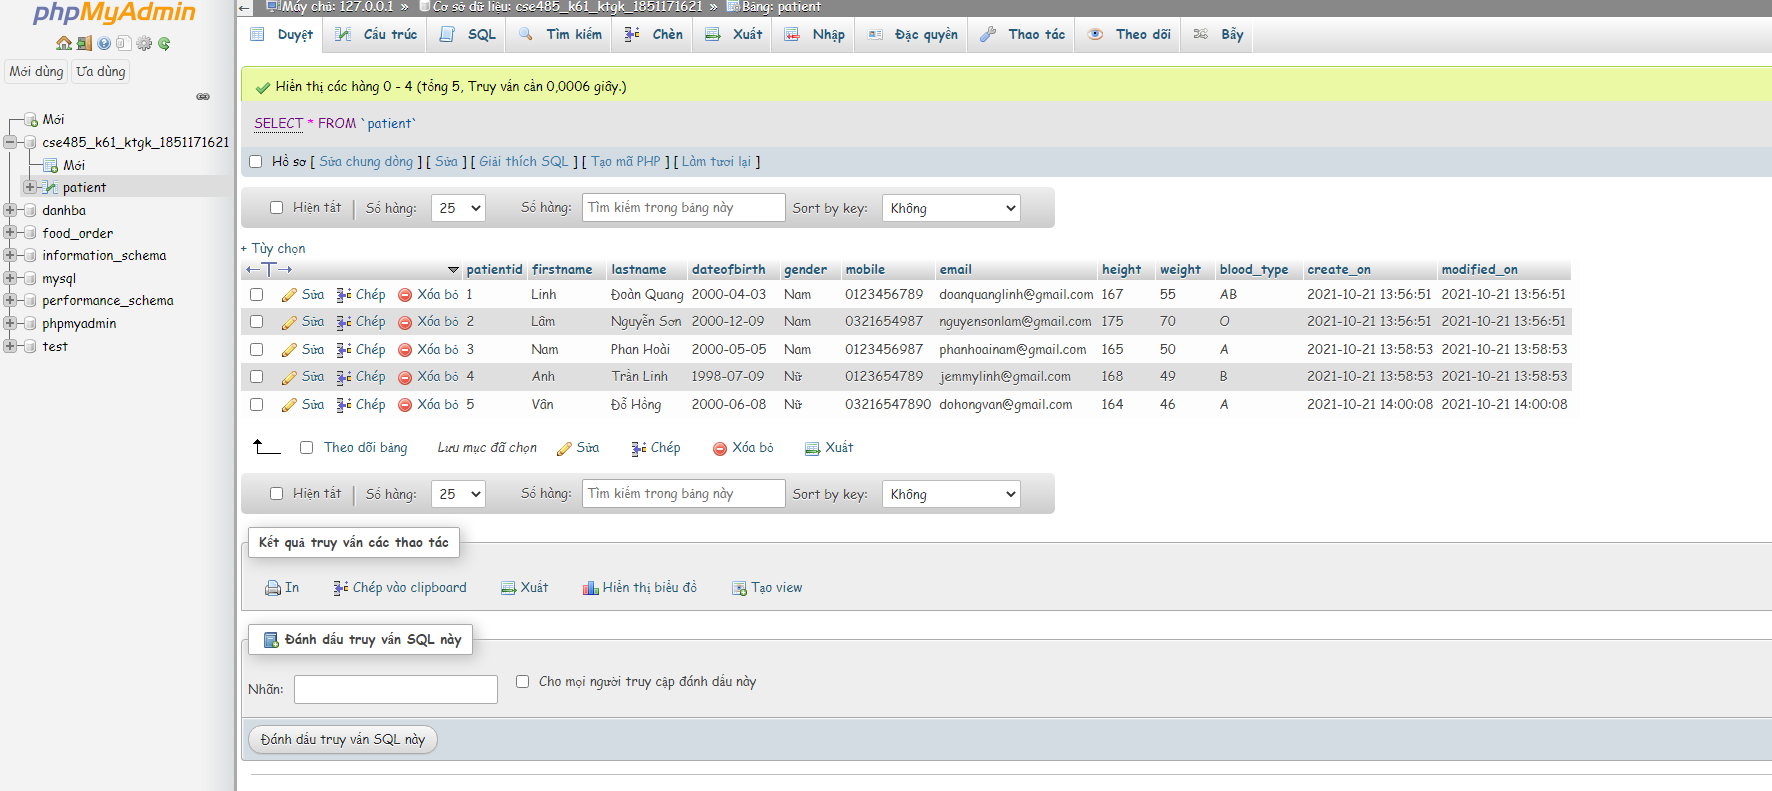 phpMyAdmin
Mới dùng Ưa dùng
Mới
cse485_k61_ktgk_1851171621
Mới
patient
danhba
food_order
information_schema
mysql
performance_schema
phpmyadmin
test
Máy chủ: 127.0.0.1 » Cơ sở dữ liệu: cse485_k61_ktgk_1851171621 » Bảng: patient
Duyệt Cấu trúc SQL Tìm kiếm Chèn Xuất Nhập Đặc quyền Thao tác Theo dõi Bẫy
Hiển thị các hàng 0 - 4 (tổng 5, Truy vấn cần 0,0006 giây.)
SELECT * FROM `patient`
Hồ sơ [ Sửa chung dòng ] [ Sửa ] [ Giải thích SQL ] [ Tạo mã PHP ] [ Làm tươi lại ]
Hiện tất Số hàng: 25 Số hàng: Tìm kiếm trong bảng này Sort by key: Không
+ Tùy chọn
←T→ patientid firstname lastname dateofbirth gender mobile email height weight blood_type create_on modified_on
Sửa Chép Xóa bỏ 1 Linh Đoàn Quang 2000-04-03 Nam 0123456789 doanquanglinh@gmail.com 167 55 AB 2021-10-21 13:56:51 2021-10-21 13:56:51
Sửa Chép Xóa bỏ 2 Lâm Nguyễn Sơn 2000-12-09 Nam 0321654987 nguyensonlam@gmail.com 175 70 O 2021-10-21 13:56:51 2021-10-21 13:56:51
Sửa Chép Xóa bỏ 3 Nam Phan Hoài 2000-05-05 Nam 0123456987 phanhoainam@gmail.com 165 50 A 2021-10-21 13:58:53 2021-10-21 13:58:53
Sửa Chép Xóa bỏ 4 Anh Trần Linh 1998-07-09 Nữ 0123654789 jemmylinh@gmail.com 168 49 B 2021-10-21 13:58:53 2021-10-21 13:58:53
Sửa Chép Xóa bỏ 5 Vân Đỗ Hồng 2000-06-08 Nữ 03216547890 dohongvan@gmail.com 164 46 A 2021-10-21 14:00:08 2021-10-21 14:00:08
Theo dõi bảng Lưu mục đã chọn Sửa Chép Xóa bỏ Xuất
Hiện tất Số hàng: 25 Số hàng: Tìm kiếm trong bảng này Sort by key: Không
Kết quả truy vấn các thao tác
In Chép vào clipboard Xuất Hiển thị biểu đồ Tạo view
Đánh dấu truy vấn SQL này
Nhãn: Cho mọi người truy cập đánh dấu này
Đánh dấu truy vấn SQL này